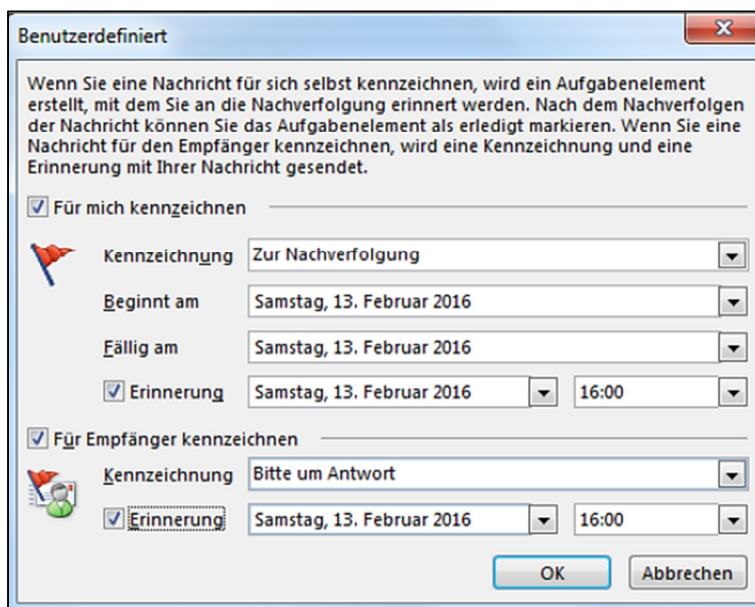 Benutzerdefiniert
Wenn Sie eine Nachricht für sich selbst kennzeichnen, wird ein Aufgabenelement
erstellt, mit dem Sie an die Nachverfolgung erinnert werden. Nach dem Nachverfolgen
der Nachricht können Sie das Aufgabenelement als erledigt markieren. Wenn Sie eine
Nachricht für den Empfänger kennzeichnen, wird eine Kennzeichnung und eine
Erinnerung mit Ihrer Nachricht gesendet.
Für mich kennzeichnen
Kennzeichnung Zur Nachverfolgung
Beginnt am Samstag, 13. Februar 2016
Fällig am Samstag, 13. Februar 2016
Erinnerung Samstag, 13. Februar 2016 16:00
Für Empfänger kennzeichnen
Kennzeichnung Bitte um Antwort
Erinnerung Samstag, 13. Februar 2016 16:00
OK Abbrechen